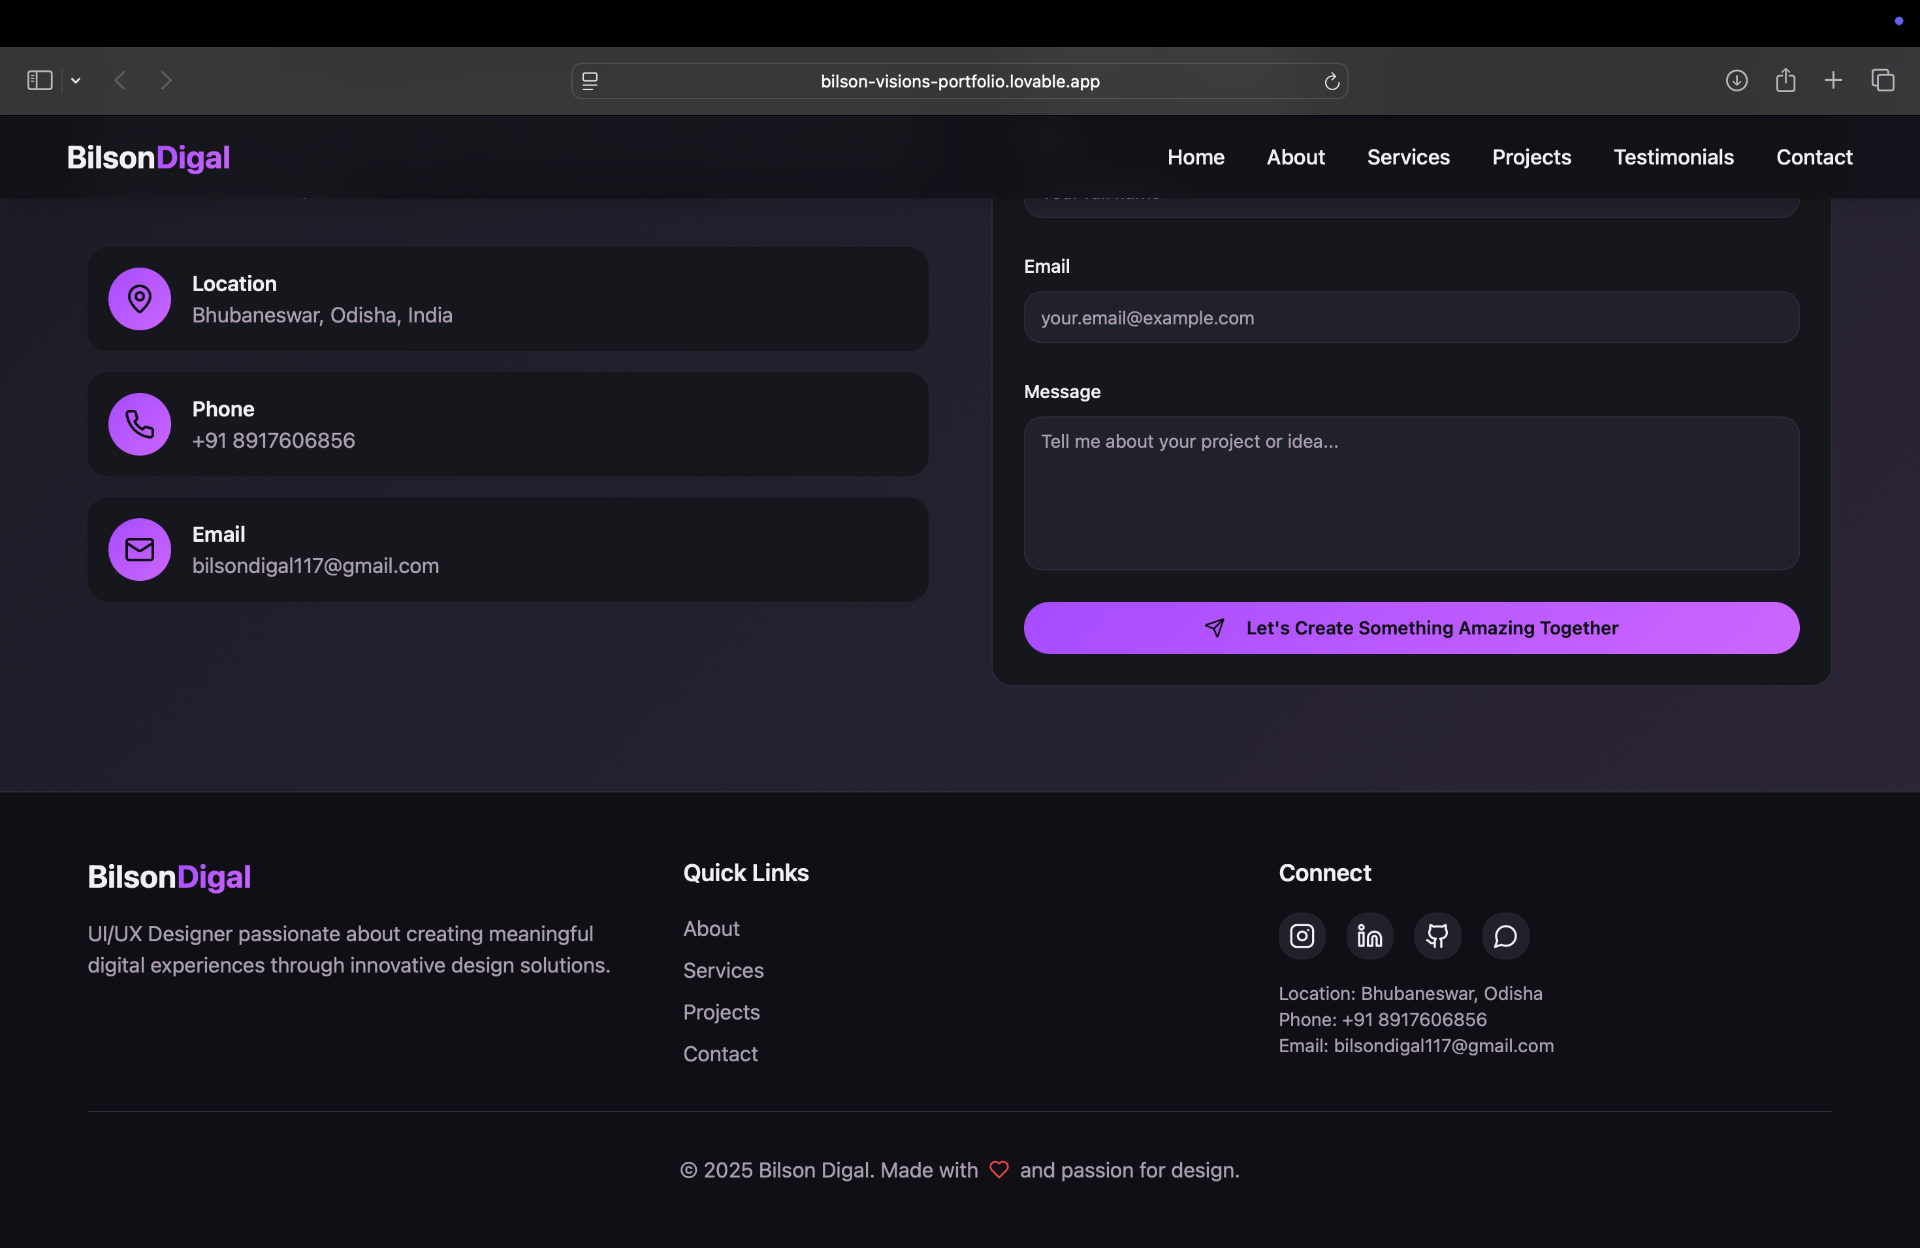 bilson-visions-portfolio.lovable.app
BilsonDigal
Home
About
Services
Projects
Testimonials
Contact
Location
Bhubaneswar, Odisha, India
Phone
+91 8917606856
Email
bilsondigal117@gmail.com
Email
your.email@example.com
Message
Tell me about your project or idea...
Let's Create Something Amazing Together
BilsonDigal
UI/UX Designer passionate about creating meaningful
digital experiences through innovative design solutions.
Quick Links
About
Services
Projects
Contact
Connect
Location: Bhubaneswar, Odisha
Phone: +91 8917606856
Email: bilsondigal117@gmail.com
© 2025 Bilson Digal. Made with and passion for design.